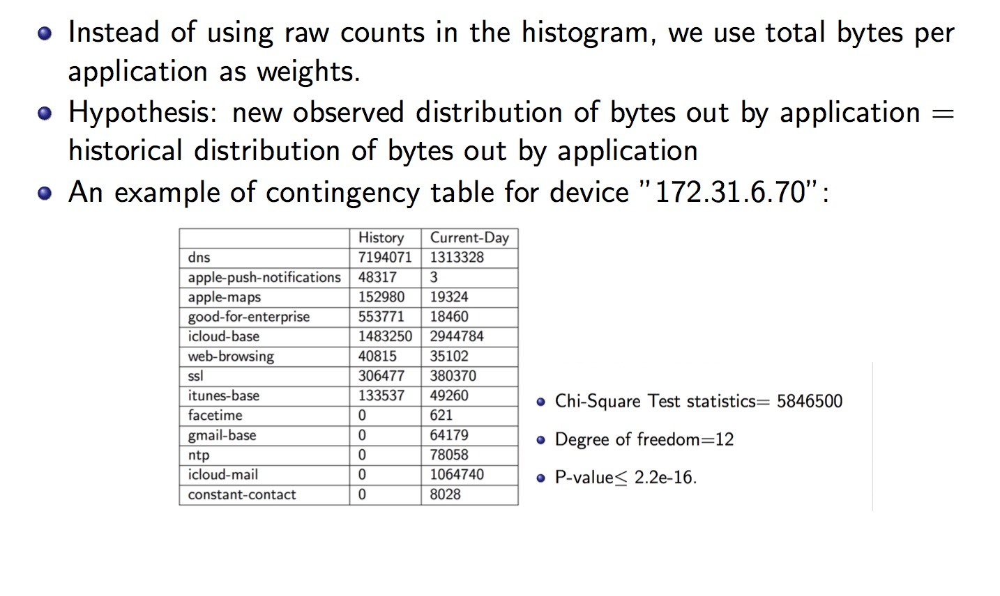 Instead of using raw counts in the histogram, we use total bytes per
application as weights.
Hypothesis: new observed distribution of bytes out by application =
historical distribution of bytes out by application
An example of contingency table for device "172.31.6.70":
History Current-Day
dns 7194071 1313328
apple-push-notifications 48317 3
apple-maps 152980 19324
good-for-enterprise 553771 18460
icloud-base 1483250 2944784
web-browsing 40815 35102
ssl 306477 380370
itunes-base 133537 49260
facetime 0 621
gmail-base 0 64179
ntp 0 78058
icloud-mail 0 1064740
constant-contact 0 8028
Chi-Square Test statistics= 5846500
Degree of freedom=12
P-value≤ 2.2e-16.